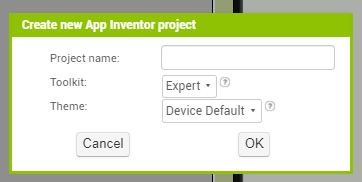 Create new App Inventor project
Project name:
Toolkit: Expert ?
Theme: Device Default ?
Cancel OK